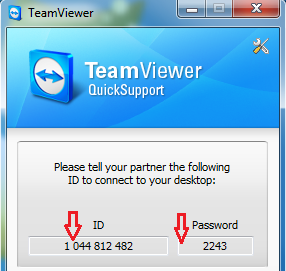 TeamViewer
TeamViewer
QuickSupport
Please tell your partner the following
ID to connect to your desktop:
ID Password
1 044 812 482 2243